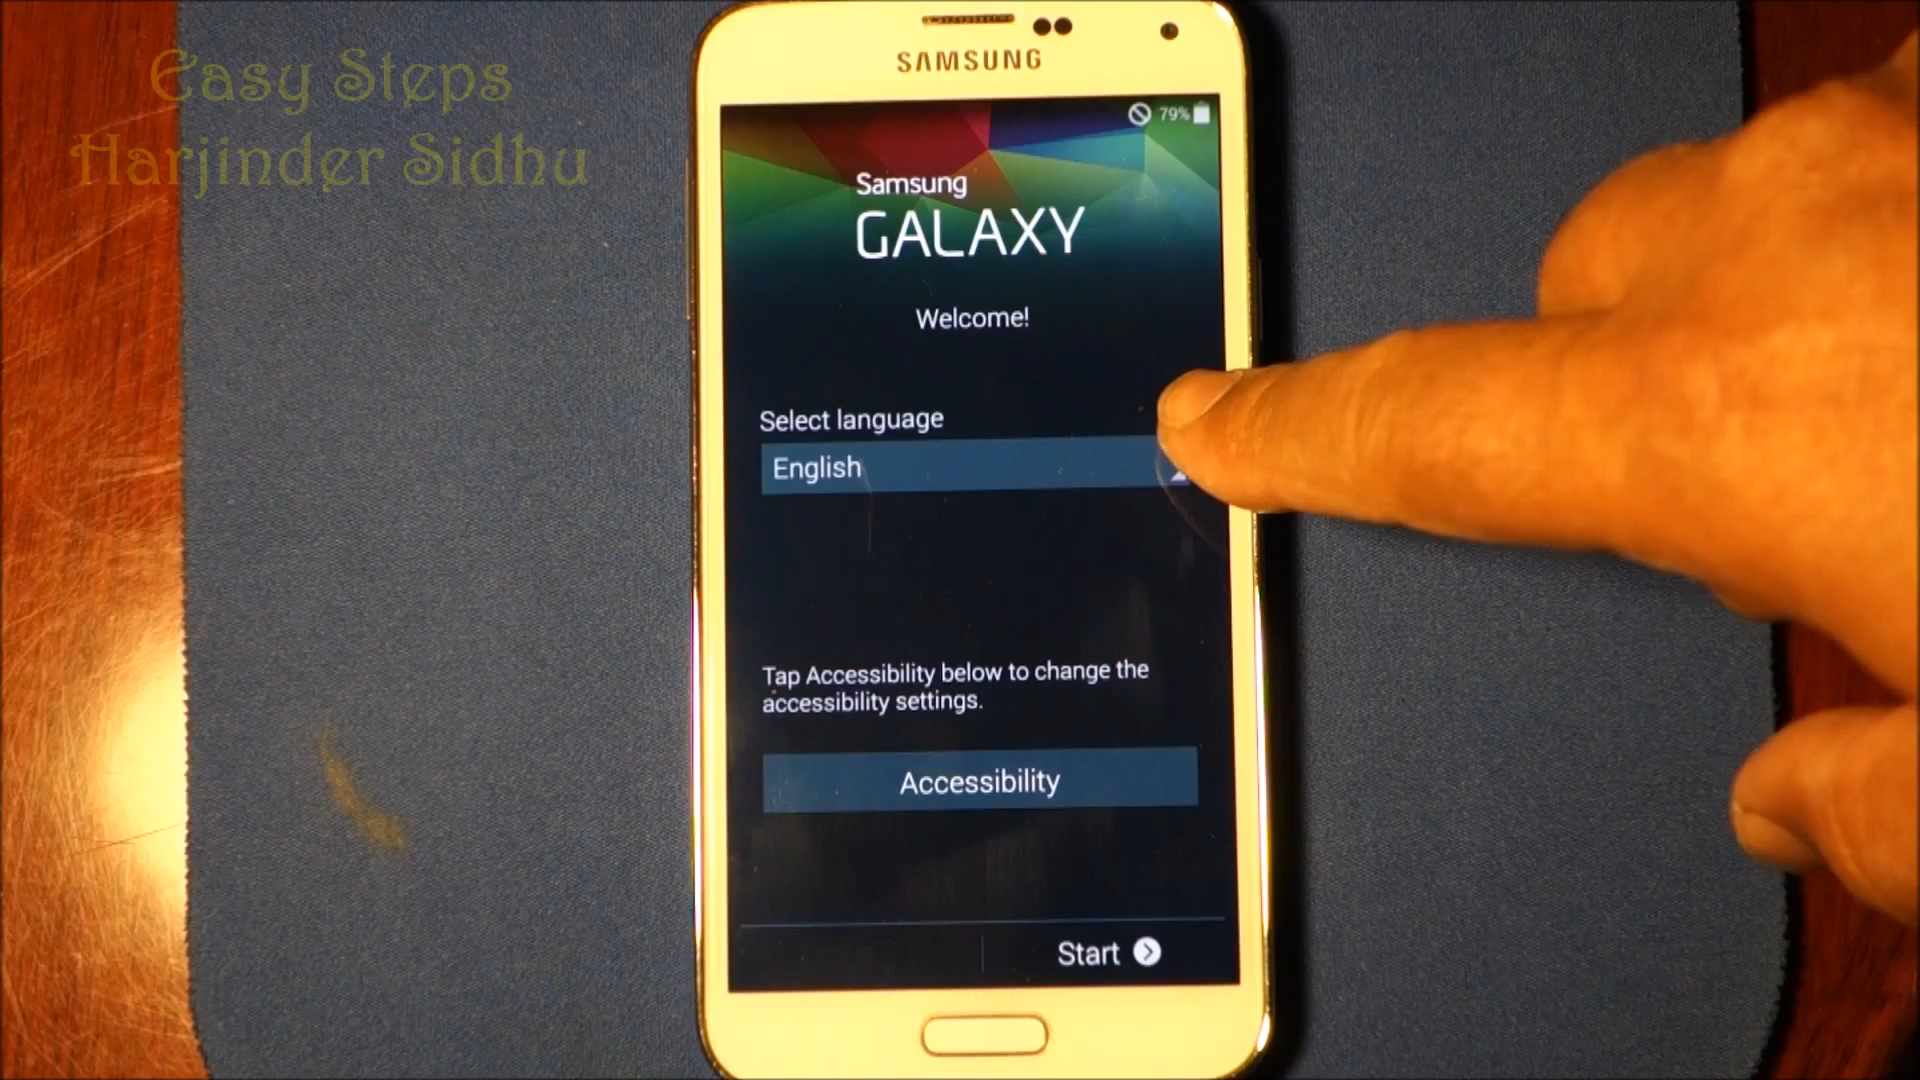 Easy Steps
Harjinder Sidhu
SAMSUNG
79%
Samsung
GALAXY
Welcome!
Select language
English
Tap Accessibility below to change the
accessibility settings.
Accessibility
Start